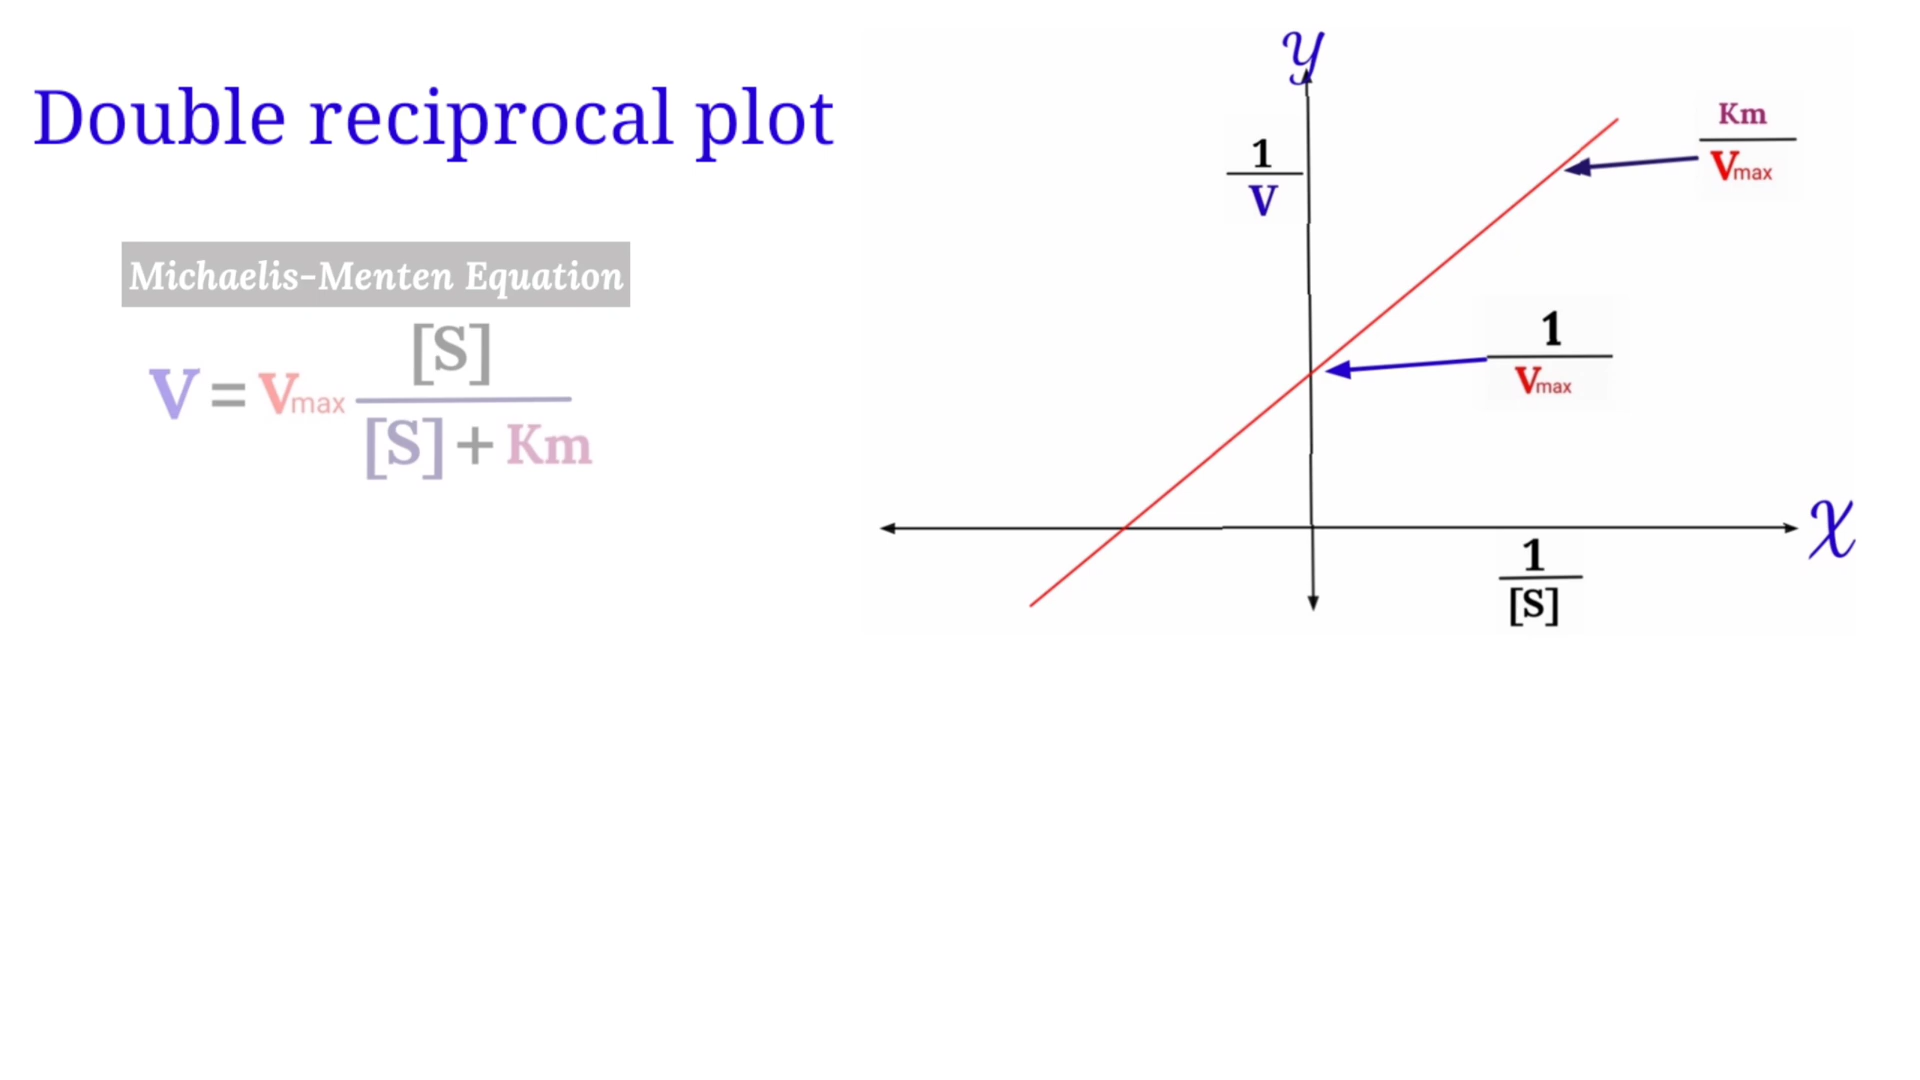 Double reciprocal plot
Michaelis-Menten Equation
V = Vmax [S]
[S] + Km
y
1
V
Km
Vmax
1
Vmax
x
1
[S]